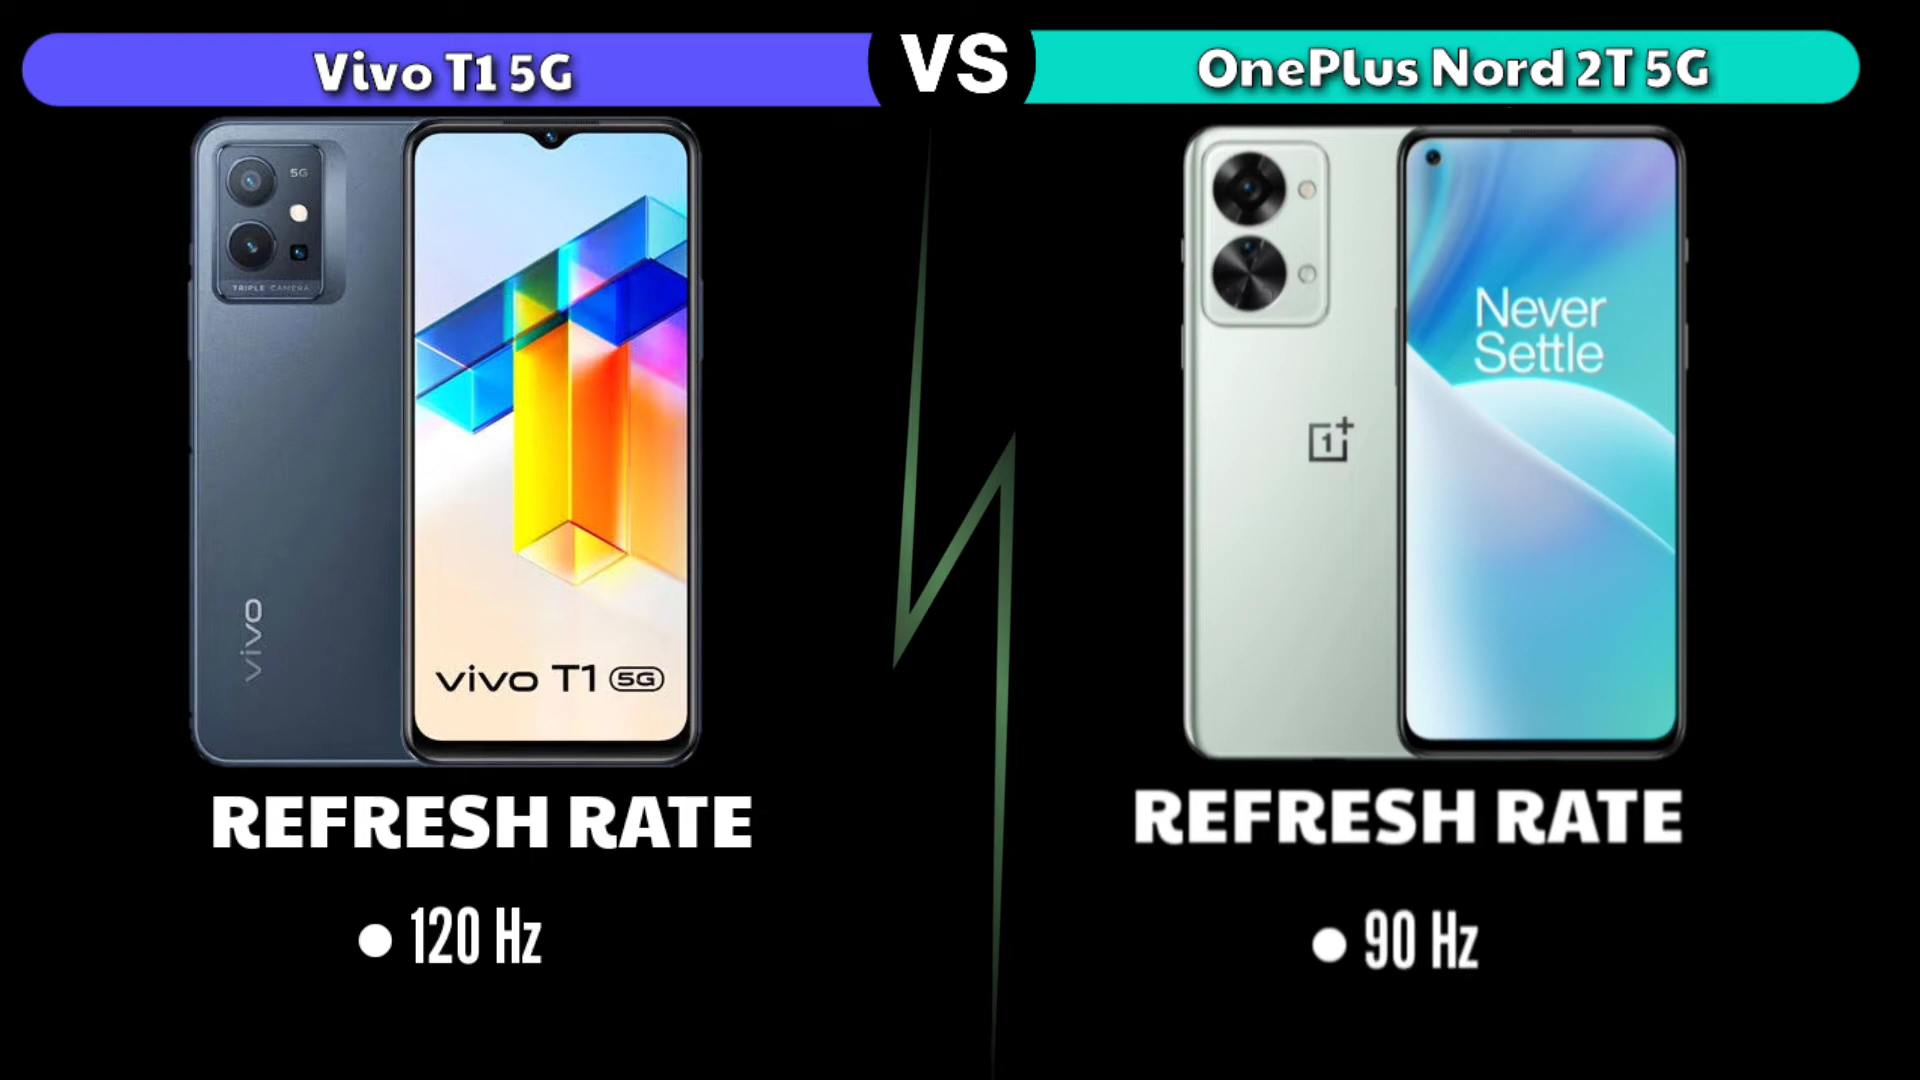 Vivo T1 5G
VS
OnePlus Nord 2T 5G
5G
TRIPLE CAMERA
vivo
vivo T1 5G
Never
Settle
1+
REFRESH RATE
REFRESH RATE
120 Hz
90 Hz